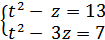 t² − z = 13
t² − 3z = 7